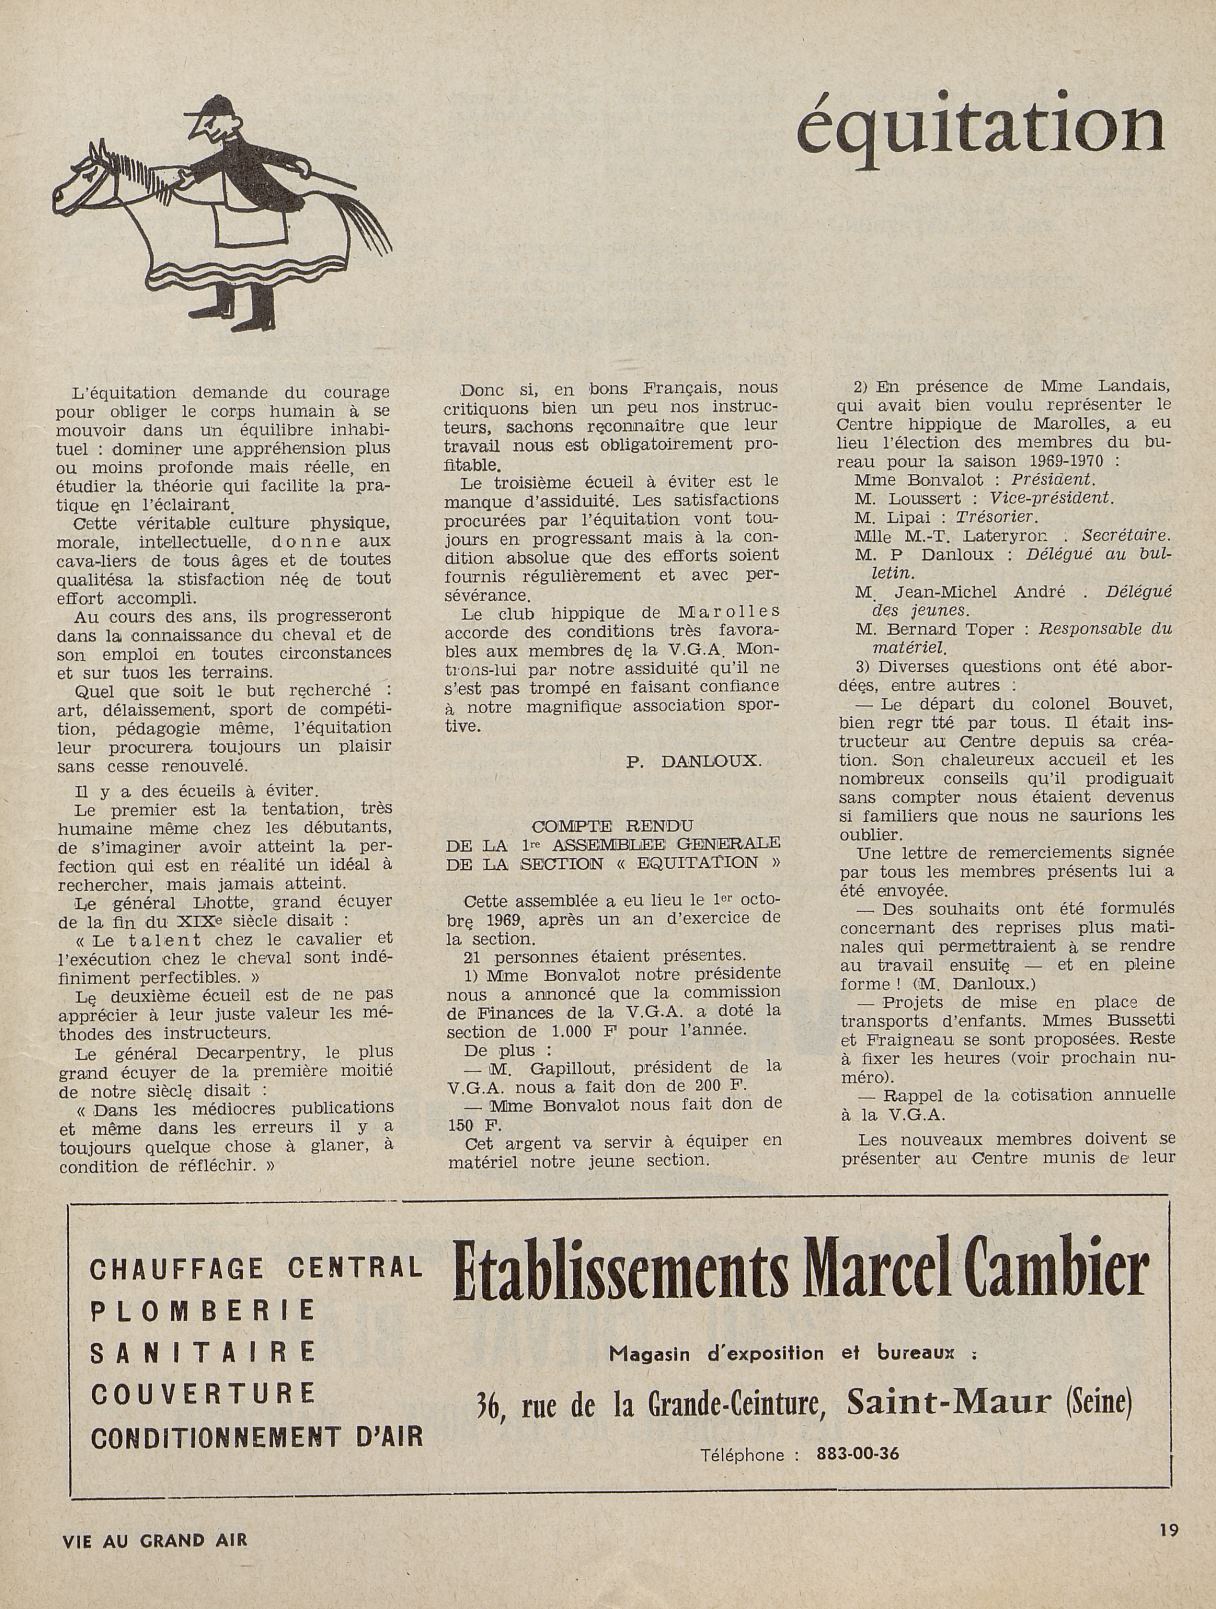 équitation
L'équitation demande du courage
pour obliger le corps humain à se
mouvoir dans un équilibre inhabi-
tuel : dominer une appréhension plus
ou moins profonde mais réelle, en
étudier la théorie qui facilite la pra-
tique en l'éclairant.
Cette véritable culture physique,
morale, intellectuelle, donne aux
cava-liers de tous âges et de toutes
qualitésa la stisfaction née de tout
effort accompli.
Au cours des ans, ils progresseront
dans la connaissance du cheval et de
son emploi en toutes circonstances
et sur tuos les terrains.
Quel que soit le but recherché :
art, délaissement, sport de compéti-
tion, pédagogie même, l'équitation
leur procurera toujours un plaisir
sans cesse renouvelé.
Il y a des écueils à éviter.
Le premier est la tentation, très
humaine même chez les débutants,
de s'imaginer avoir atteint la per-
fection qui est en réalité un idéal à
rechercher, mais jamais atteint.
Le général Lhotte, grand écuyer
de la fin du XIXe siècle disait :
« Le talent chez le cavalier et
l'exécution chez le cheval sont indé-
finiment perfectibles. »
Le deuxième écueil est de ne pas
apprécier à leur juste valeur les mé-
thodes des instructeurs.
Le général Decarpentry, le plus
grand écuyer de la première moitié
de notre siècle disait :
« Dans les médiocres publications
et même dans les erreurs il y a
toujours quelque chose à glaner, à
condition de réfléchir. »
Donc si, en bons Français, nous
critiquons bien un peu nos instruc-
teurs, sachons reconnaitre que leur
travail nous est obligatoirement pro-
fitable.
Le troisième écueil à éviter est le
manque d'assiduité. Les satisfactions
procurées par l'équitation vont tou-
jours en progressant mais à la con-
dition absolue que des efforts soient
fournis régulièrement et avec per-
sévérance.
Le club hippique de Marolles
accorde des conditions très favora-
bles aux membres de la V.G.A. Mon-
trons-lui par notre assiduité qu'il ne
s'est pas trompé en faisant confiance
à notre magnifique association spor-
tive.
P. DANLOUX.
COMPTE RENDU
DE LA 1re ASSEMBLEE GENERALE
DE LA SECTION « EQUITATION »
Cette assemblée a eu lieu le 1er octo-
bre 1969, après un an d'exercice de
la section.
21 personnes étaient présentes.
1) Mme Bonvalot notre présidente
nous a annoncé que la commission
de Finances de la V.G.A. a doté la
section de 1.000 F pour l'année.
De plus :
— M. Gapillout, président de la
V.G.A. nous a fait don de 200 F.
— Mme Bonvalot nous fait don de
150 F.
Cet argent va servir à équiper en
matériel notre jeune section.
2) En présence de Mme Landais,
qui avait bien voulu représenter le
Centre hippique de Marolles, a eu
lieu l'élection des membres du bu-
reau pour la saison 1969-1970 :
Mme Bonvalot : Président.
M. Loussert : Vice-président.
M. Lipai : Trésorier.
Mlle M.-T. Lateryron . Secrétaire.
M. P Danloux : Délégué au bul-
letin.
M. Jean-Michel André . Délégué
des jeunes.
M. Bernard Toper : Responsable du
matériel.
3) Diverses questions ont été abor-
dées, entre autres :
— Le départ du colonel Bouvet,
bien regr tté par tous. Il était ins-
tructeur au Centre depuis sa créa-
tion. Son chaleureux accueil et les
nombreux conseils qu'il prodiguait
sans compter nous étaient devenus
si familiers que nous ne saurions les
oublier.
Une lettre de remerciements signée
par tous les membres présents lui a
été envoyée.
— Des souhaits ont été formulés
concernant des reprises plus mati-
nales qui permettraient à se rendre
au travail ensuite — et en pleine
forme ! (M. Danloux.)
— Projets de mise en place de
transports d'enfants. Mmes Bussetti
et Fraigneau se sont proposées. Reste
à fixer les heures (voir prochain nu-
méro).
— Rappel de la cotisation annuelle
à la V.G.A.
Les nouveaux membres doivent se
présenter au Centre munis de leur
CHAUFFAGE CENTRAL
PLOMBERIE
SANITAIRE
COUVERTURE
CONDITIONNEMENT D'AIR
Etablissements Marcel Cambier
Magasin d'exposition et bureaux :
36, rue de la Grande-Ceinture, Saint-Maur (Seine)
Téléphone : 883-00-36
VIE AU GRAND AIR
19